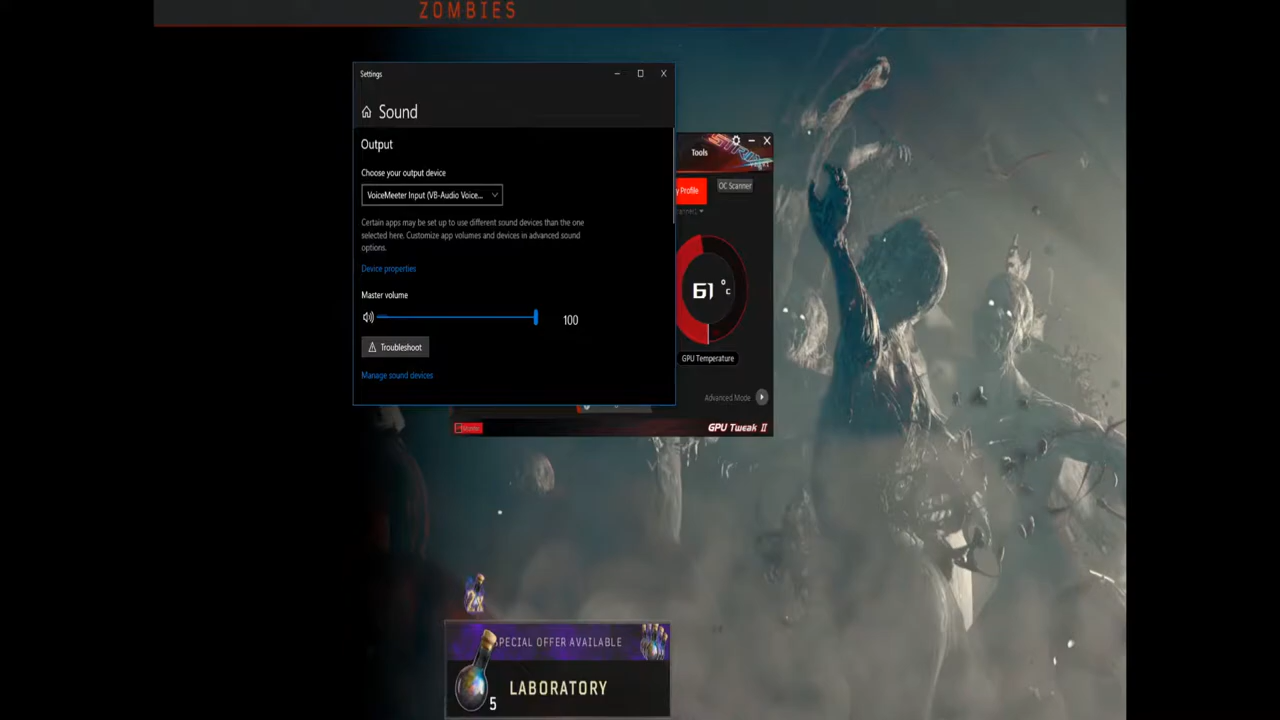 ZOMBIES
Settings
Sound
Output
Choose your output device
VoiceMeeter Input (VB-Audio Voice...
Certain apps may be set up to use different sound devices than the one
selected here. Customize app volumes and devices in advanced sound
options.
Device properties
Master volume
100
Troubleshoot
Manage sound devices
Tools
Profile
OC Scanner
61 °C
GPU Temperature
Advanced Mode
GPU Tweak II
2X
SPECIAL OFFER AVAILABLE
5
LABORATORY